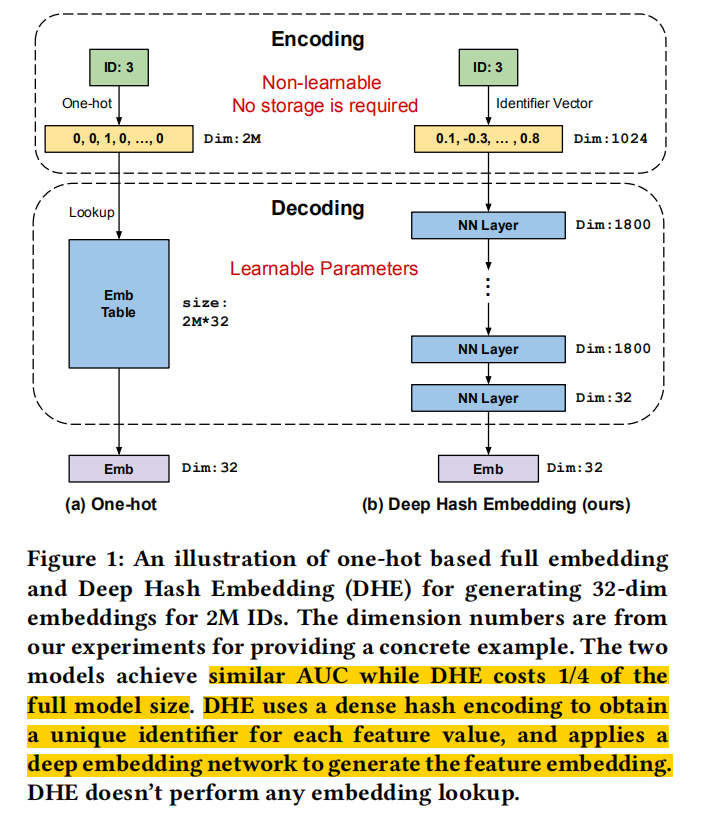 Encoding
ID: 3
ID: 3
Non-learnable
No storage is required
One-hot
Identifier Vector
0, 0, 1, 0, ..., 0
Dim:2M
0.1, -0.3, ... , 0.8
Dim:1024
Decoding
Lookup
NN Layer
Dim:1800
Learnable Parameters
Emb
Table
size:
2M*32
NN Layer
Dim:1800
NN Layer
Dim:32
Emb
Dim:32
Emb
Dim:32
(a) One-hot
(b) Deep Hash Embedding (ours)
Figure 1: An illustration of one-hot based full embedding
and Deep Hash Embedding (DHE) for generating 32-dim
embeddings for 2M IDs. The dimension numbers are from
our experiments for providing a concrete example. The two
models achieve similar AUC while DHE costs 1/4 of the
full model size. DHE uses a dense hash encoding to obtain
a unique identifier for each feature value, and applies a
deep embedding network to generate the feature embedding.
DHE doesn't perform any embedding lookup.